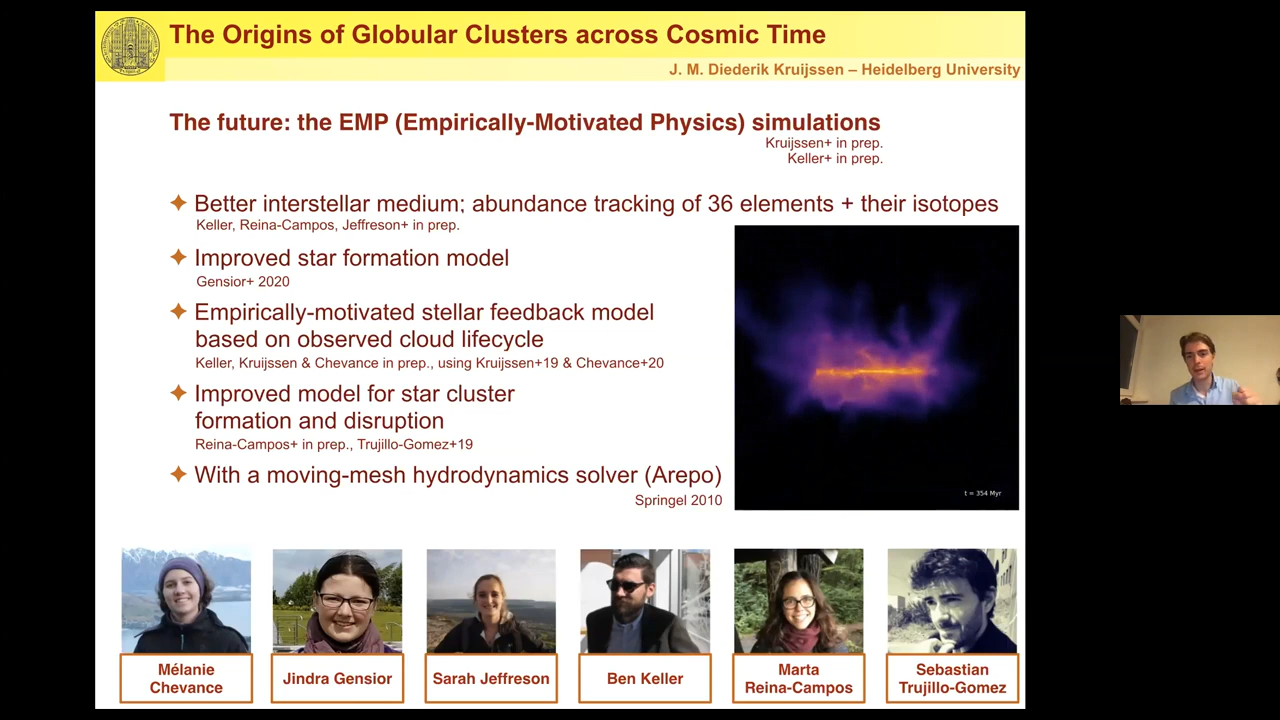 The Origins of Globular Clusters across Cosmic Time
J. M. Diederik Kruijssen – Heidelberg University
The future: the EMP (Empirically-Motivated Physics) simulations
Kruijssen+ in prep.
Keller+ in prep.
Better interstellar medium; abundance tracking of 36 elements + their isotopes
Keller, Reina-Campos, Jeffreson+ in prep.
Improved star formation model
Gensior+ 2020
Empirically-motivated stellar feedback model
based on observed cloud lifecycle
Keller, Kruijssen & Chevance in prep., using Kruijssen+19 & Chevance+20
Improved model for star cluster
formation and disruption
Reina-Campos+ in prep., Trujillo-Gomez+19
With a moving-mesh hydrodynamics solver (Arepo)
Springel 2010
t = 354 Myr
Mélanie
Chevance
Jindra Gensior
Sarah Jeffreson
Ben Keller
Marta
Reina-Campos
Sebastian
Trujillo-Gomez